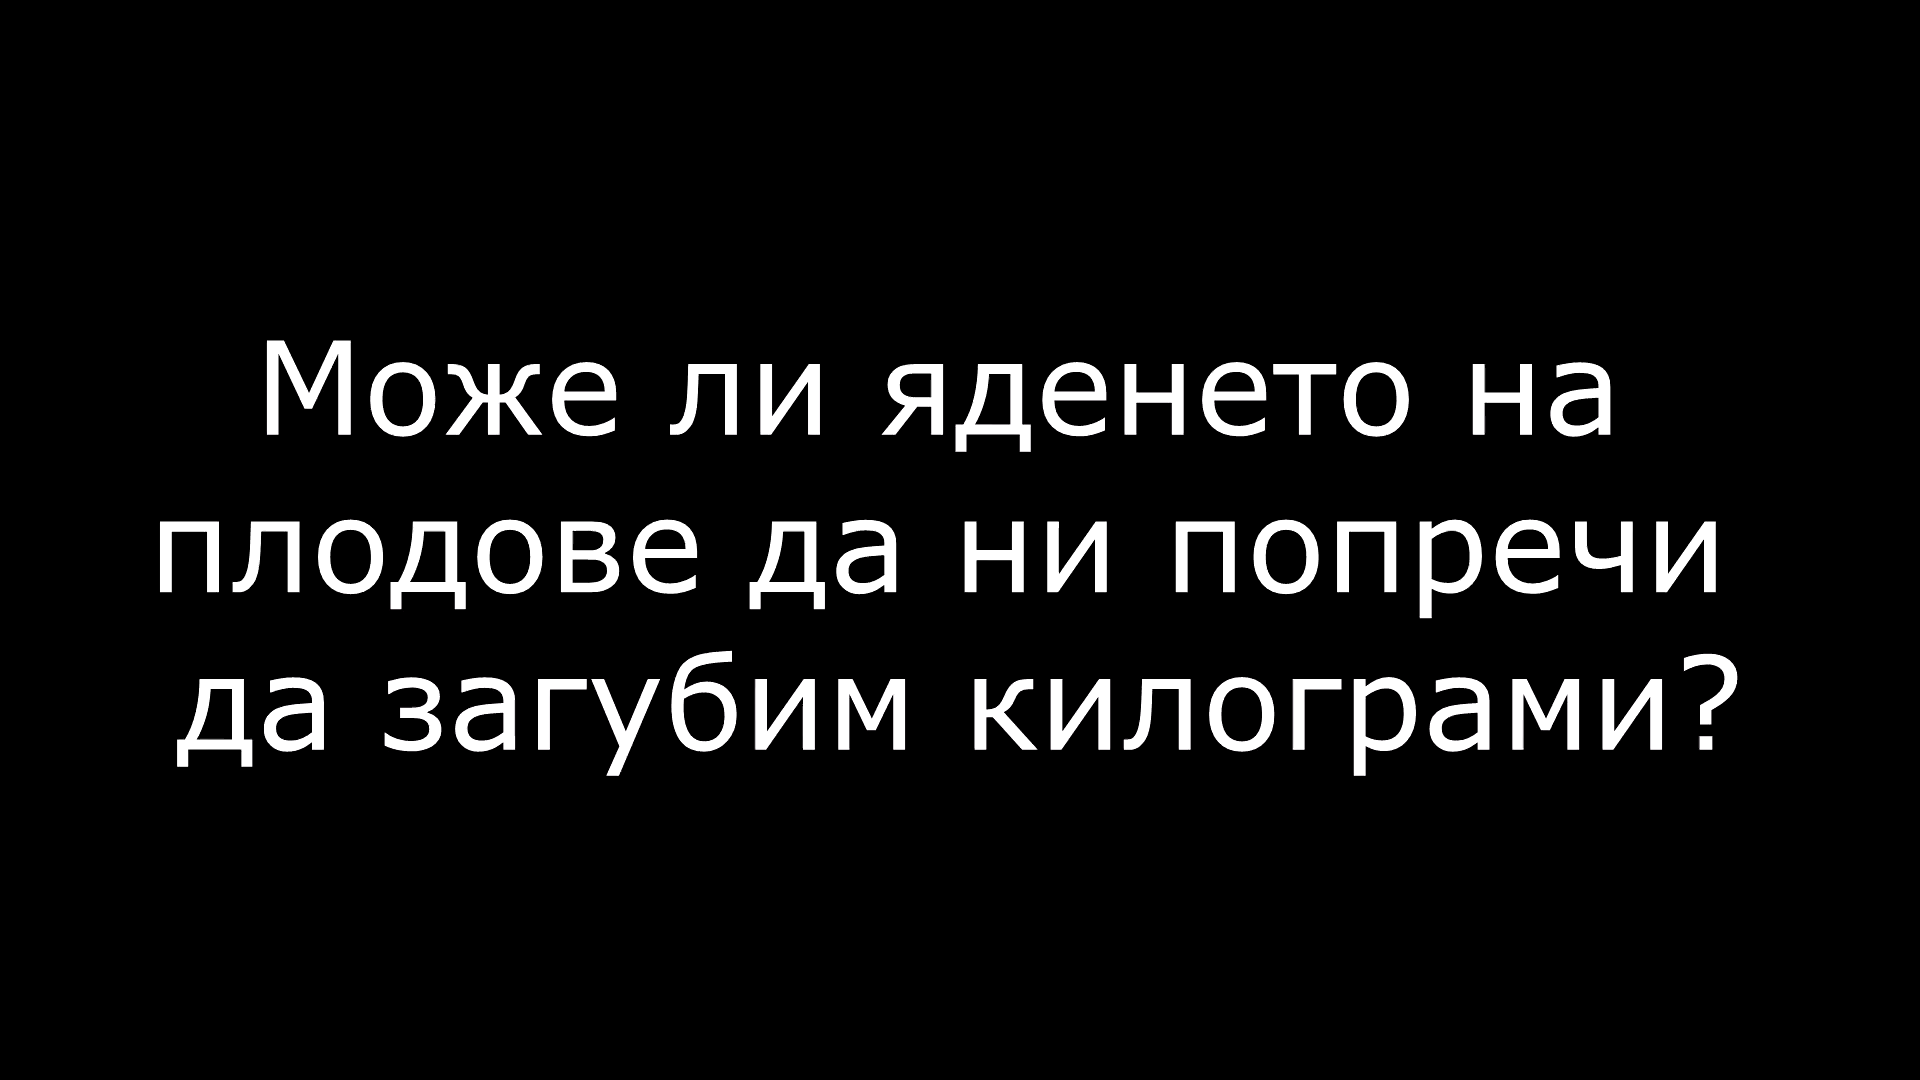 Може ли яденето на
плодове да ни попречи
да загубим килограми?